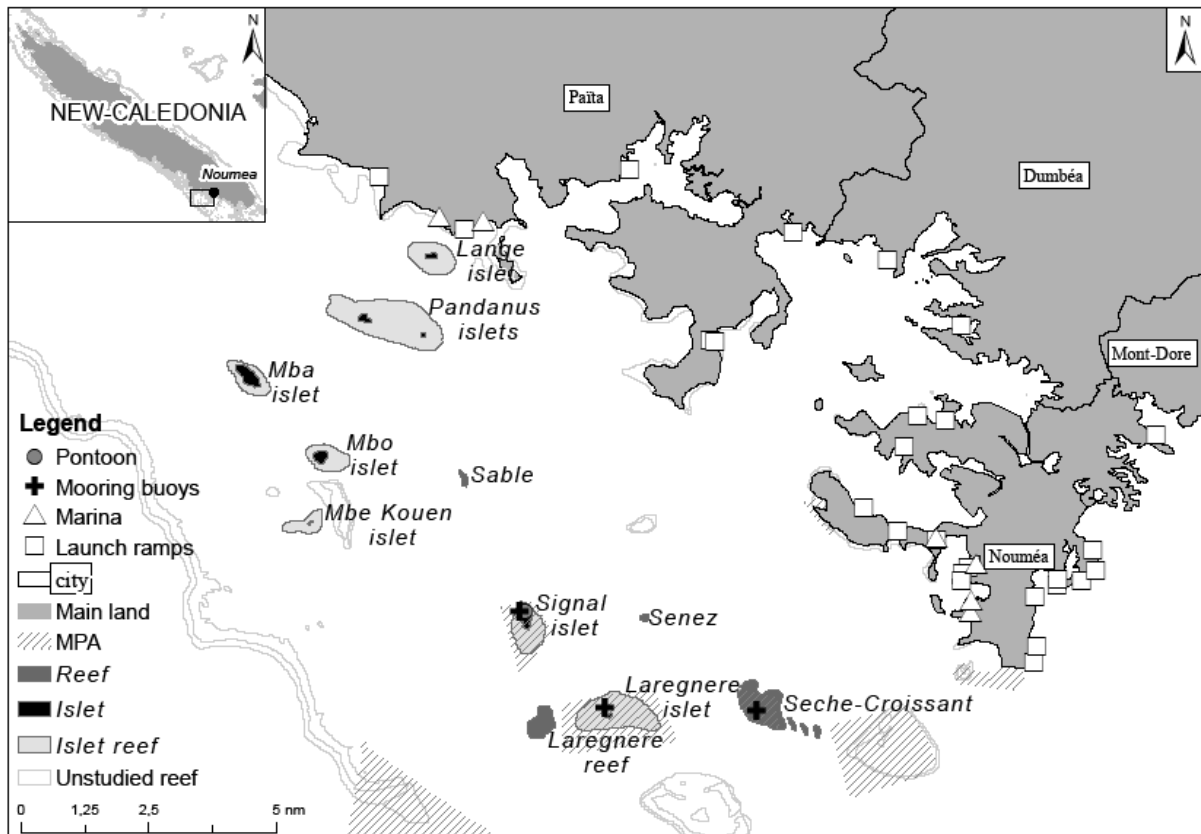 N
NEW-CALEDONIA
Noumea
N
Païta
Dumbéa
Mont-Dore
Nouméa
Lange
islet
Pandanus
islets
Mba
islet
Mbo
islet
Sable
Mbe Kouen
islet
Signal
islet
Senez
Laregnere
islet
Seche-Croissant
Laregnere
reef
Legend
Pontoon
Mooring buoys
Marina
Launch ramps
city
Main land
MPA
Reef
Islet
Islet reef
Unstudied reef
0 1,25 2,5 5 nm